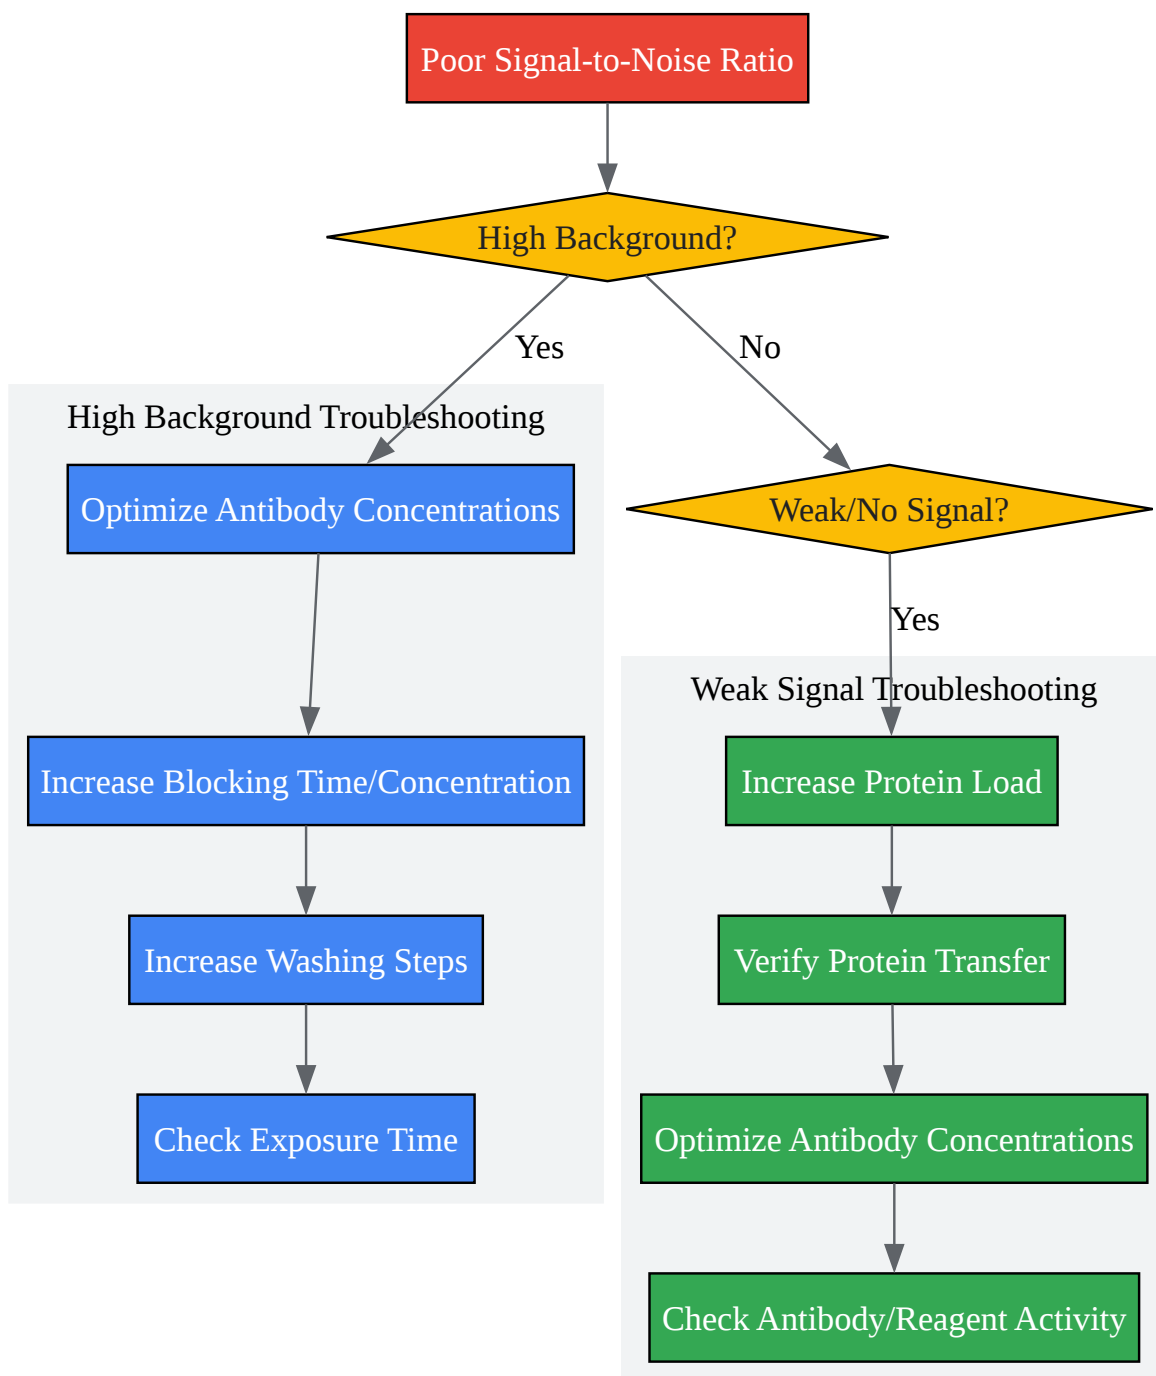 Poor Signal-to-Noise Ratio
High Background?
Yes
No
High Background Troubleshooting
Optimize Antibody Concentrations
Weak/No Signal?
Yes
Weak Signal Troubleshooting
Increase Blocking Time/Concentration
Increase Protein Load
Increase Washing Steps
Verify Protein Transfer
Check Exposure Time
Optimize Antibody Concentrations
Check Antibody/Reagent Activity